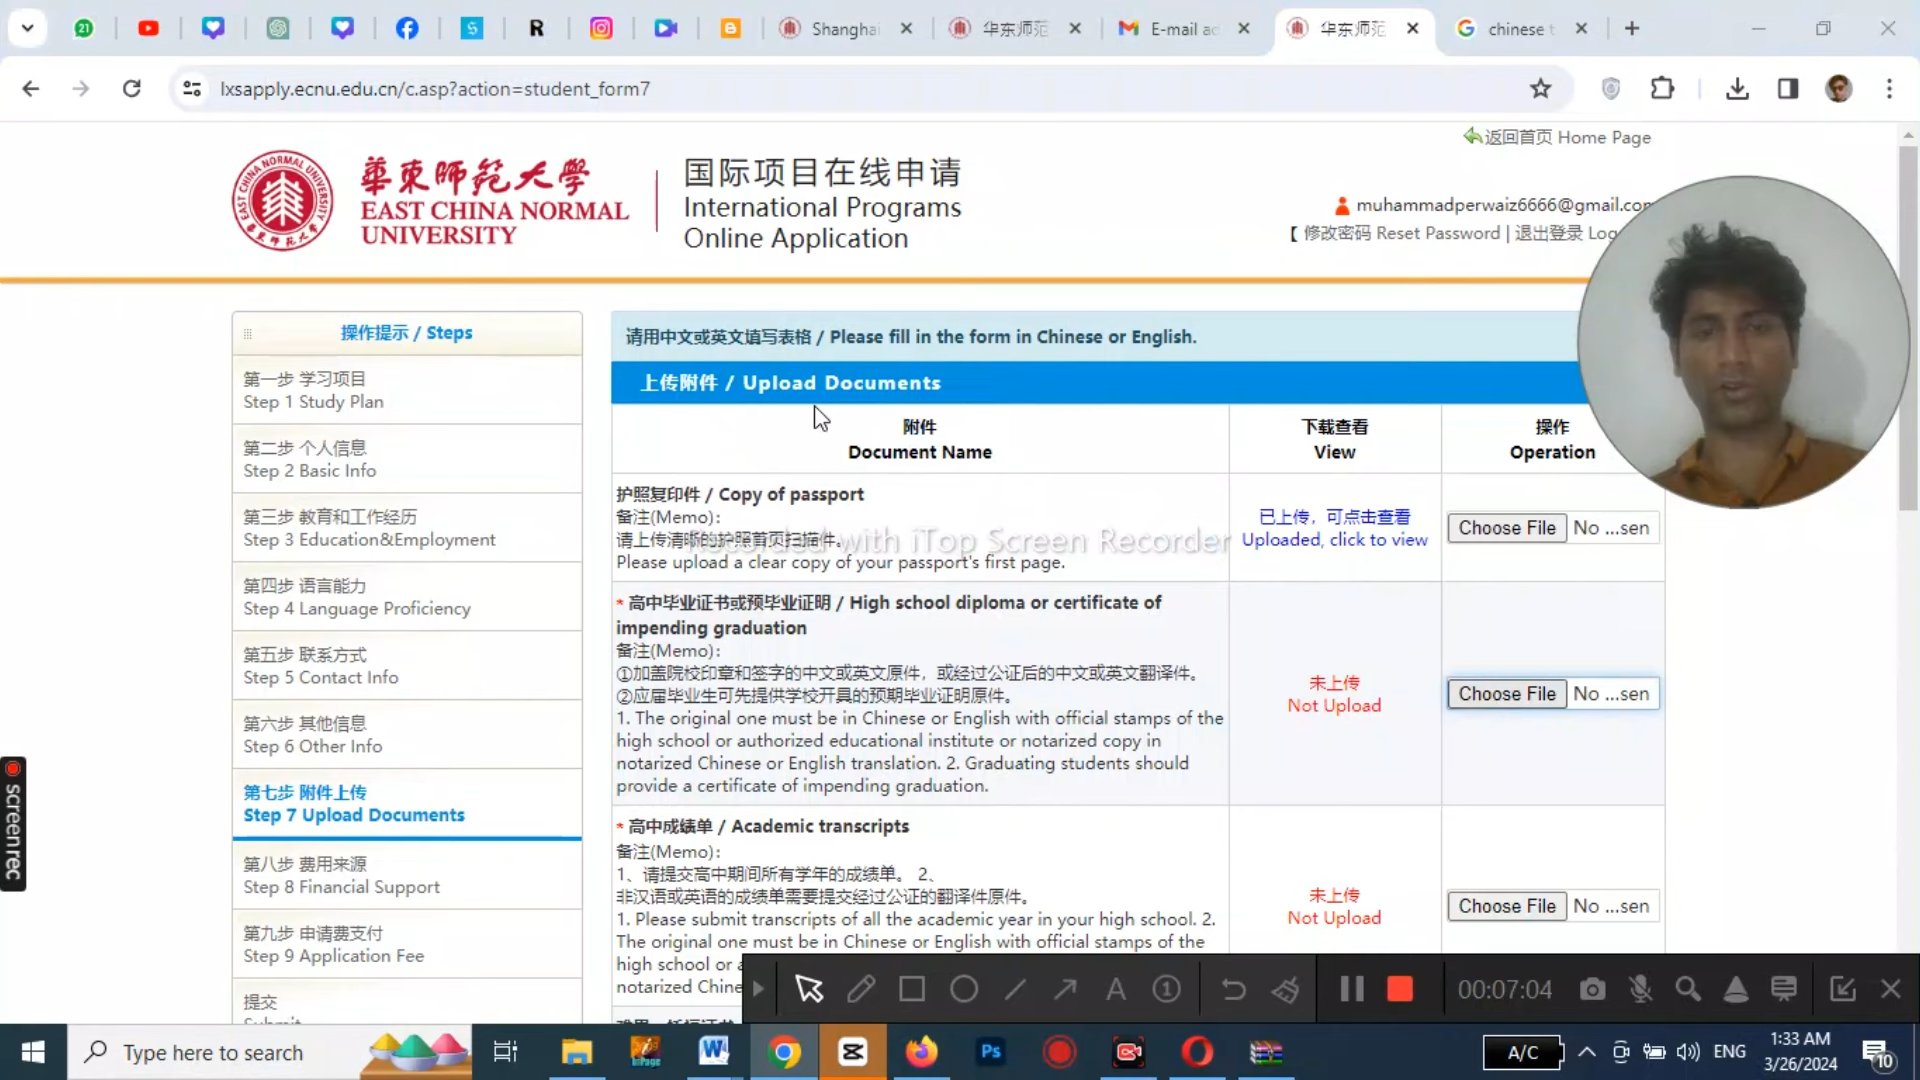 21
Shanghai
华东师范
E-mail ad
华东师范
chinese t
lxsapply.ecnu.edu.cn/c.asp?action=student_form7
返回首页 Home Page
EAST CHINA NORMAL UNIVERSITY
華東師範大學
EAST CHINA NORMAL
UNIVERSITY
国际项目在线申请
International Programs
Online Application
muhammadperwaiz6666@gmail.com
【 修改密码 Reset Password | 退出登录 Log
操作提示 / Steps
第一步 学习项目
Step 1 Study Plan
第二步 个人信息
Step 2 Basic Info
第三步 教育和工作经历
Step 3 Education&Employment
第四步 语言能力
Step 4 Language Proficiency
第五步 联系方式
Step 5 Contact Info
第六步 其他信息
Step 6 Other Info
第七步 附件上传
Step 7 Upload Documents
第八步 费用来源
Step 8 Financial Support
第九步 申请费支付
Step 9 Application Fee
提交
Submit
请用中文或英文填写表格 / Please fill in the form in Chinese or English.
上传附件 / Upload Documents
附件
Document Name
下载查看
View
操作
Operation
护照复印件 / Copy of passport
备注(Memo):
请上传清晰的护照首页扫描件。
Please upload a clear copy of your passport's first page.
已上传，可点击查看
Uploaded, click to view
Choose File No ...sen
Recorded with iTop Screen Recorder
* 高中毕业证书或预毕业证明 / High school diploma or certificate of
impending graduation
备注(Memo):
①加盖院校印章和签字的中文或英文原件，或经过公证后的中文或英文翻译件。
②应届毕业生可先提供学校开具的预期毕业证明原件。
1. The original one must be in Chinese or English with official stamps of the
high school or authorized educational institute or notarized copy in
notarized Chinese or English translation. 2. Graduating students should
provide a certificate of impending graduation.
未上传
Not Upload
Choose File No ...sen
* 高中成绩单 / Academic transcripts
备注(Memo):
1、请提交高中期间所有学年的成绩单。 2、
非汉语或英语的成绩单需要提交经过公证的翻译件原件。
1. Please submit transcripts of all the academic year in your high school. 2.
The original one must be in Chinese or English with official stamps of the
high school or a
notarized Chine
未上传
Not Upload
Choose File No ...sen
screenrec
00:07:04
Type here to search
Ps
A/C
ENG
1:33 AM
3/26/2024
10